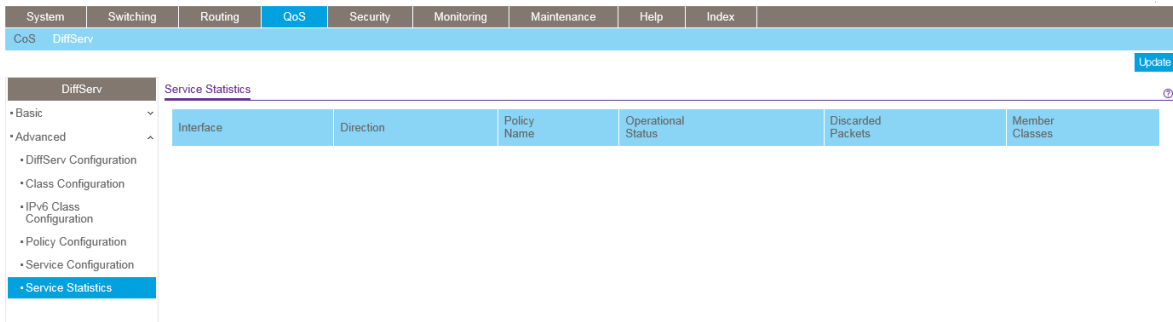 System Switching Routing QoS Security Monitoring Maintenance Help Index
CoS DiffServ
Update
DiffServ
Service Statistics
Basic
Advanced
DiffServ Configuration
Class Configuration
IPv6 Class
Configuration
Policy Configuration
Service Configuration
Service Statistics
Interface
Direction
Policy
Name
Operational
Status
Discarded
Packets
Member
Classes